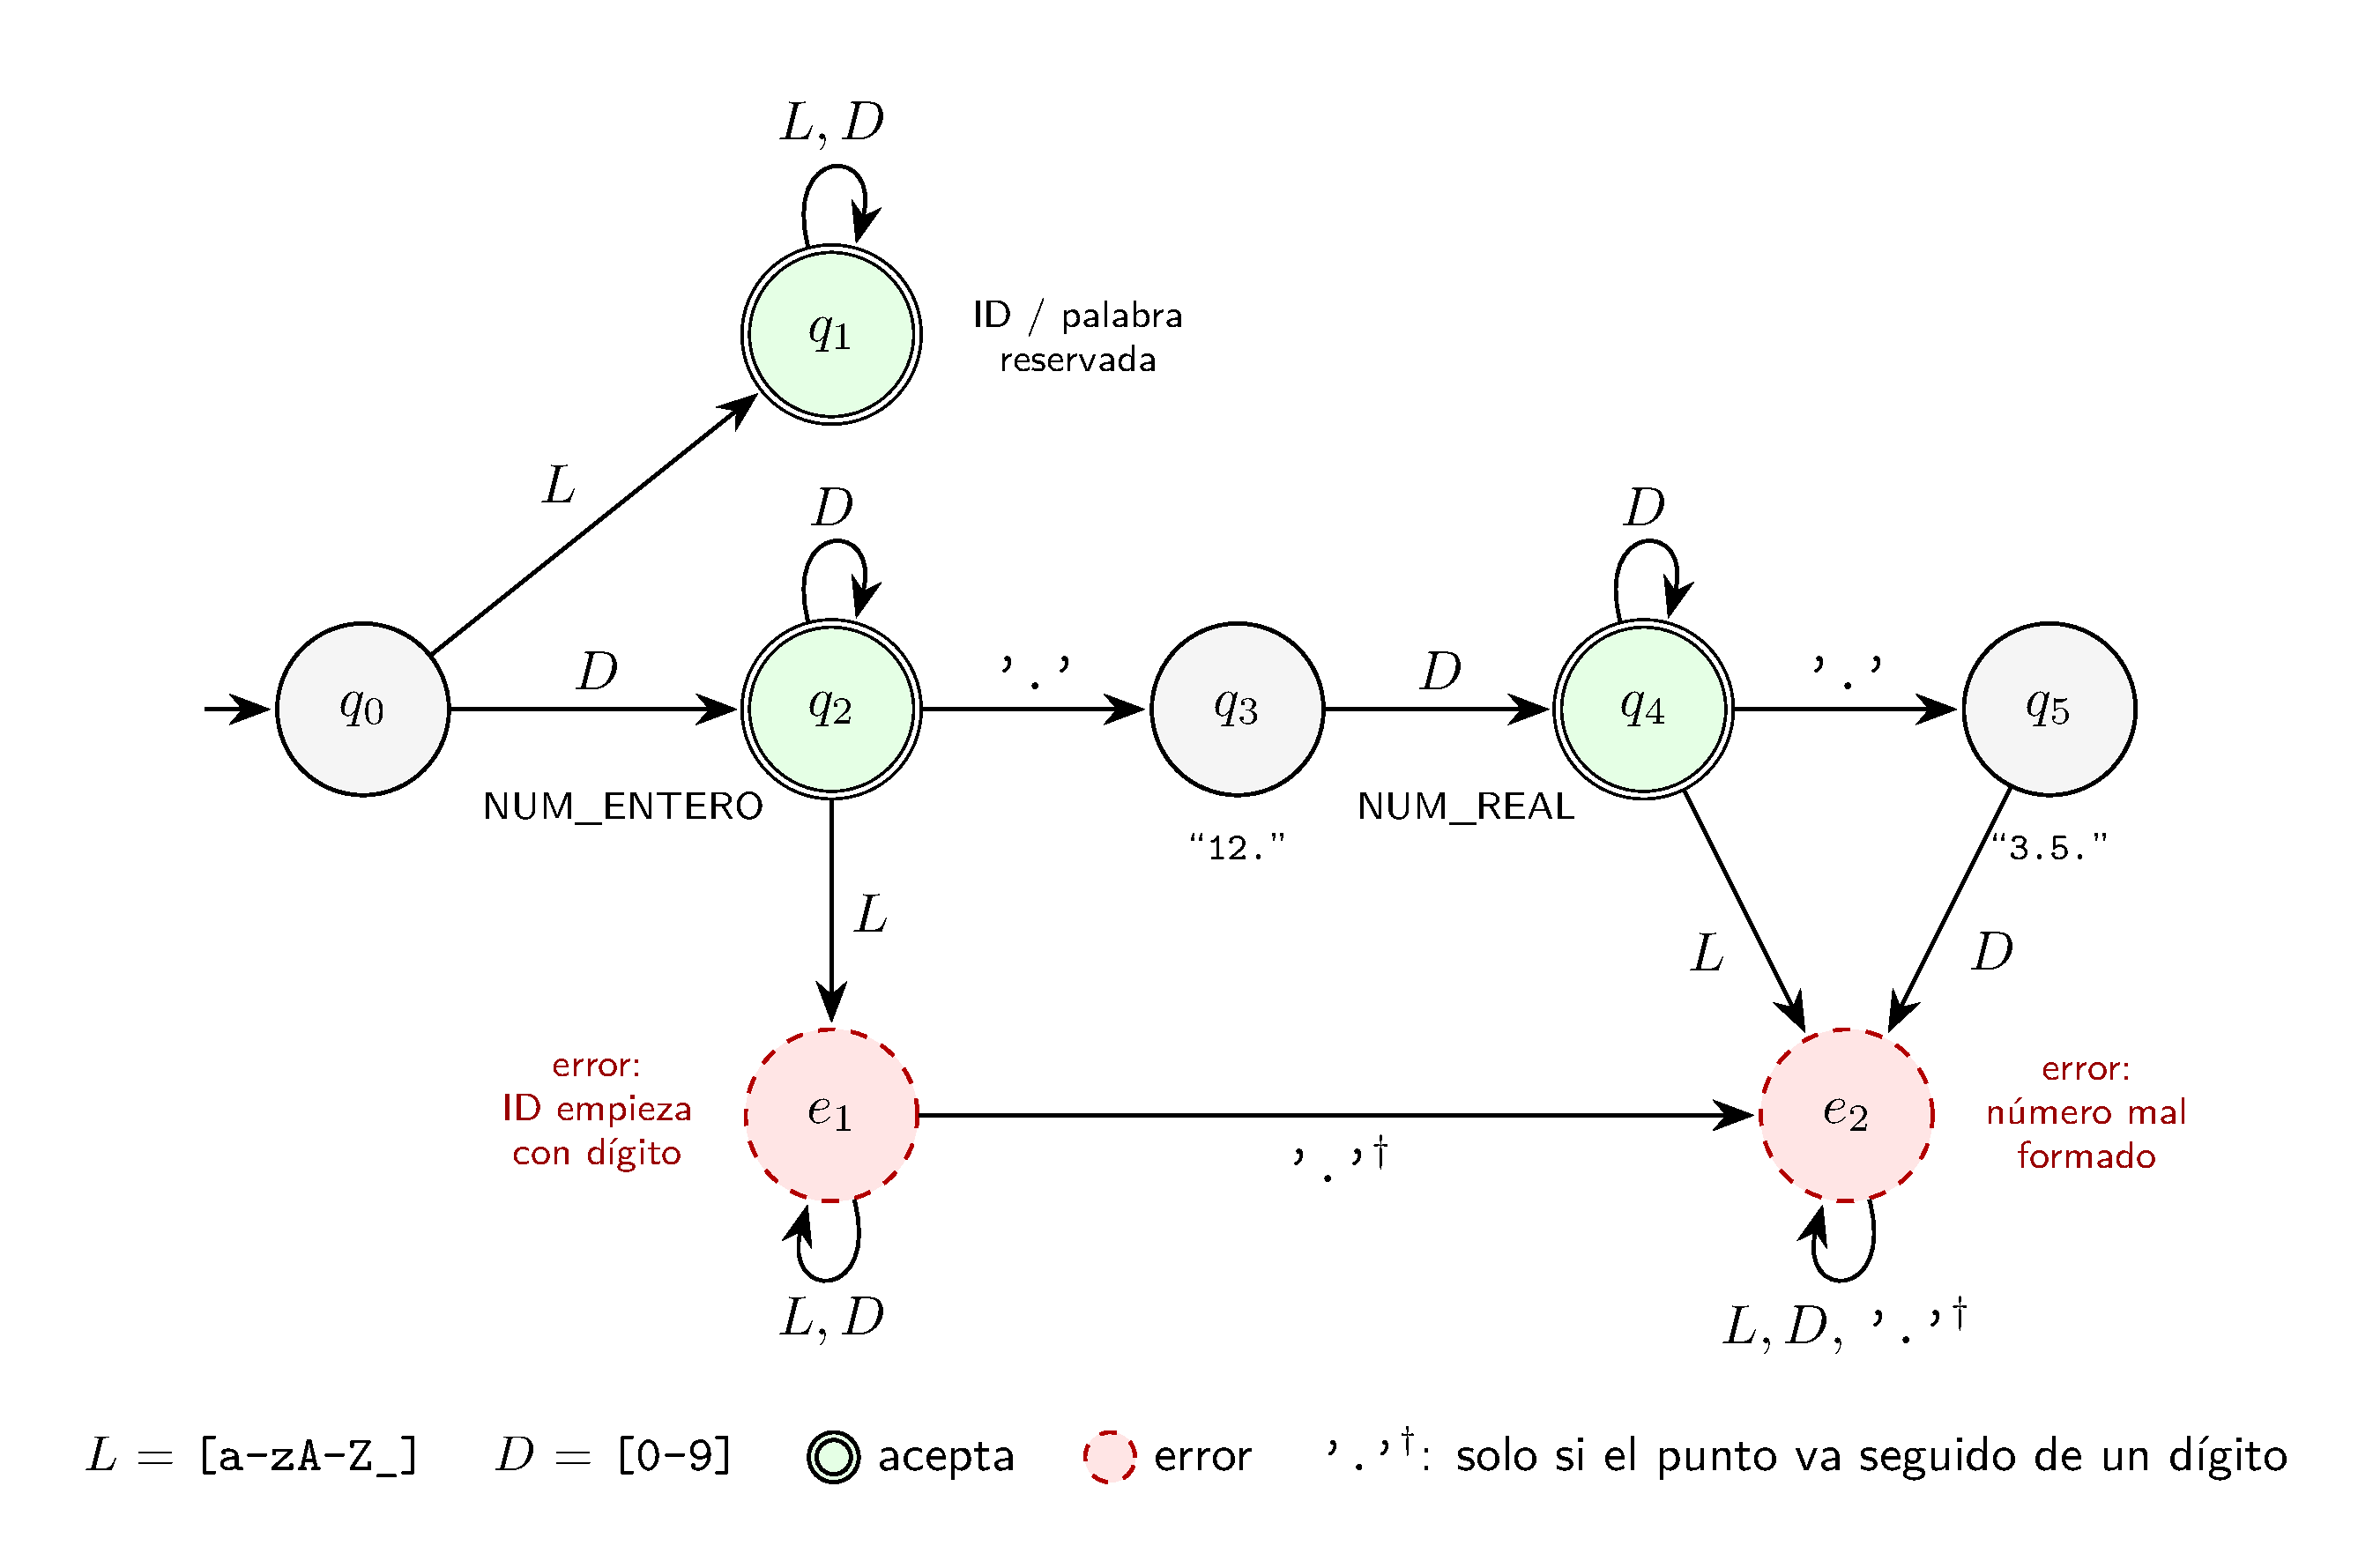 L, D
q1
ID / palabra
reservada
L
D
D
q0
D
q2
'.'
q3
D
q4
'.'
q5
NUM_ENTERO
“12.”
NUM_REAL
“3.5.”
L
L
D
error:
ID empieza
con dígito
e1
'.'†
e2
error:
número mal
formado
L, D
L, D, '.'†
L = [a-zA-Z_] D = [0-9] acepta error '.'†: solo si el punto va seguido de un dígito